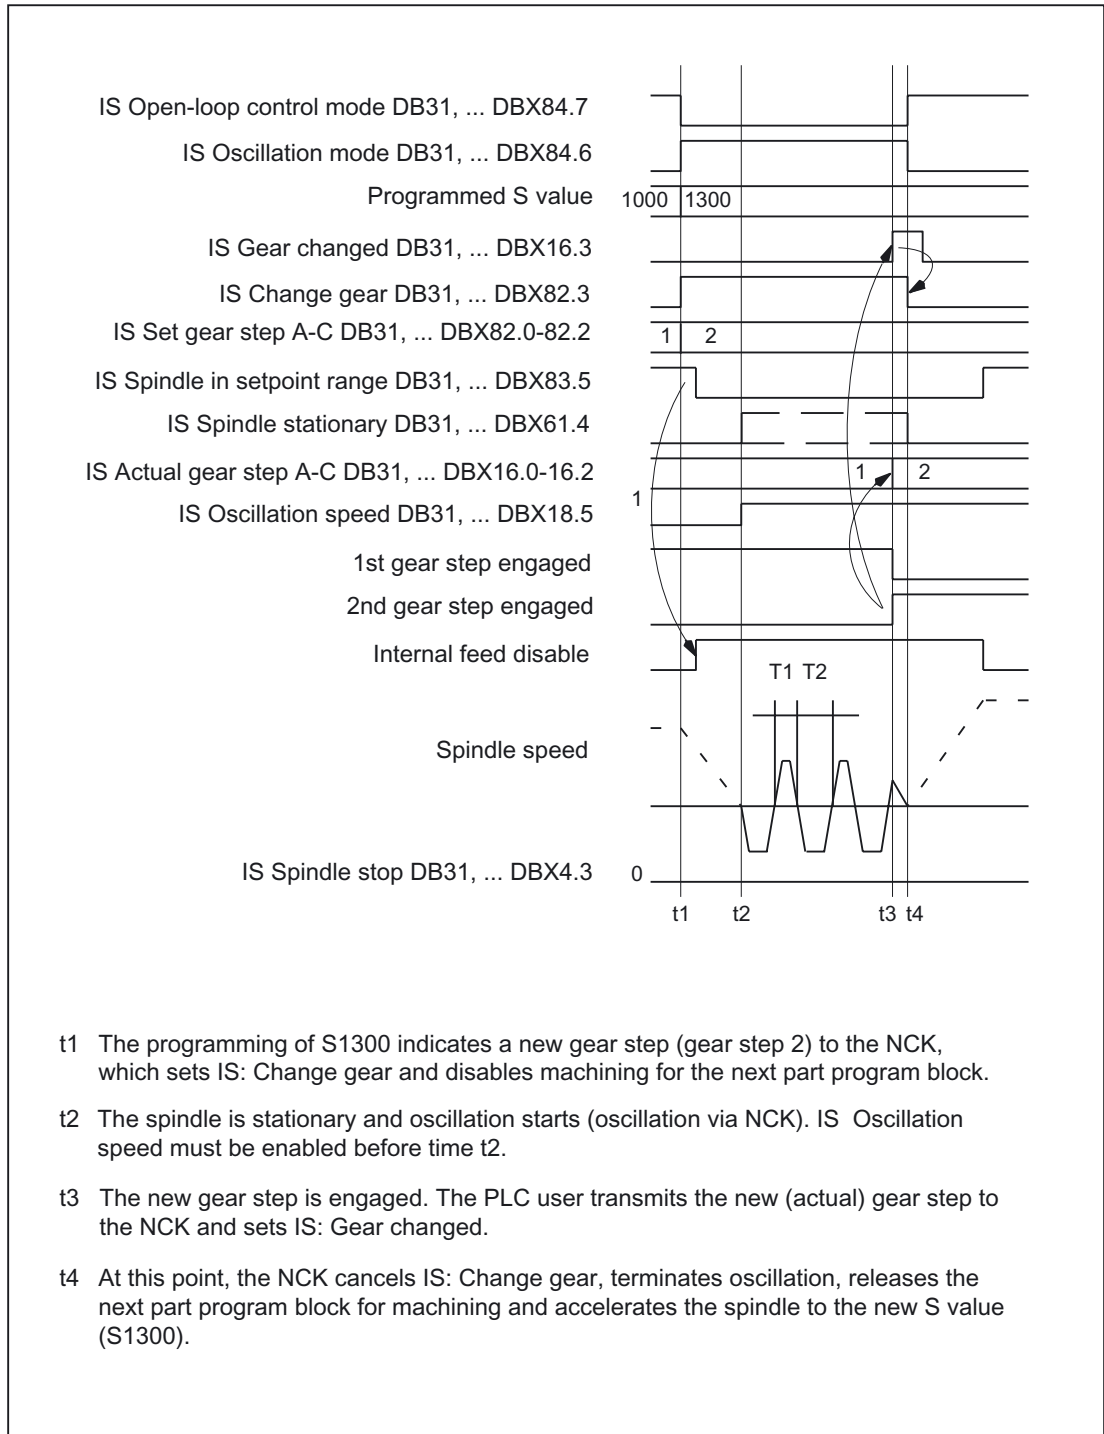 IS Open-loop control mode DB31, ... DBX84.7
IS Oscillation mode DB31, ... DBX84.6
Programmed S value 1000 1300
IS Gear changed DB31, ... DBX16.3
IS Change gear DB31, ... DBX82.3
IS Set gear step A-C DB31, ... DBX82.0-82.2 1 2
IS Spindle in setpoint range DB31, ... DBX83.5
IS Spindle stationary DB31, ... DBX61.4
IS Actual gear step A-C DB31, ... DBX16.0-16.2 1 2
1
IS Oscillation speed DB31, ... DBX18.5
1st gear step engaged
2nd gear step engaged
Internal feed disable
T1 T2
Spindle speed
IS Spindle stop DB31, ... DBX4.3 0
t1 t2 t3 t4
t1 The programming of S1300 indicates a new gear step (gear step 2) to the NCK,
which sets IS: Change gear and disables machining for the next part program block.
t2 The spindle is stationary and oscillation starts (oscillation via NCK). IS Oscillation
speed must be enabled before time t2.
t3 The new gear step is engaged. The PLC user transmits the new (actual) gear step to
the NCK and sets IS: Gear changed.
t4 At this point, the NCK cancels IS: Change gear, terminates oscillation, releases the
next part program block for machining and accelerates the spindle to the new S value
(S1300).